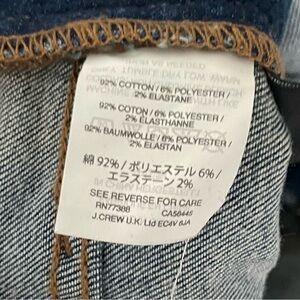 92% COTTON/6% POLYESTER/
2% ELASTANE
92% COTON/6% POLYESTER/
2% ELASTHANNE
92% BAUMWOLLE/6% POLYESTER/
2% ELASTAN
綿 92% / ポリエステル 6% /
エラステーン 2%
SEE REVERSE FOR CARE
RN77388 CA56445
J.CREW U.K. Ltd EC4V 6JA